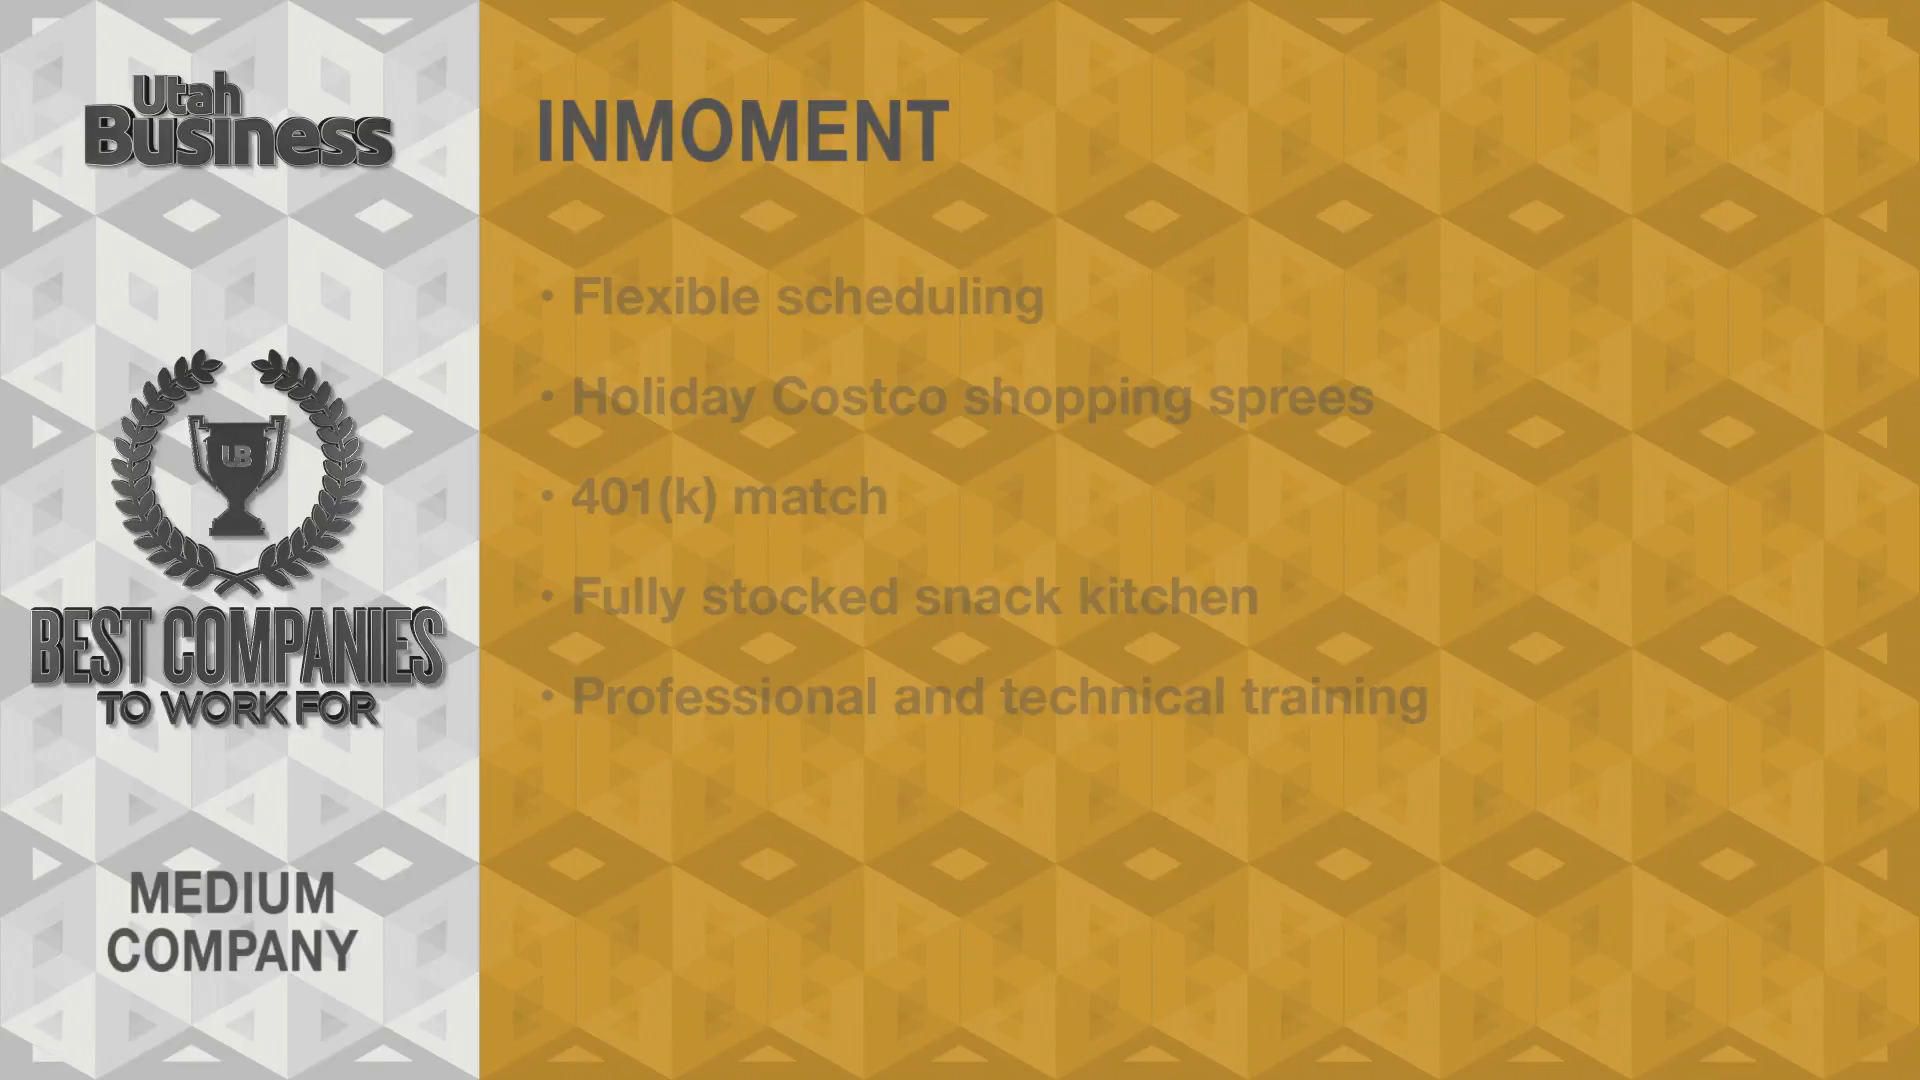 Utah
Business
UB
BEST COMPANIES
TO WORK FOR
MEDIUM
COMPANY
INMOMENT
• Flexible scheduling
• Holiday Costco shopping sprees
• 401(k) match
• Fully stocked snack kitchen
• Professional and technical training